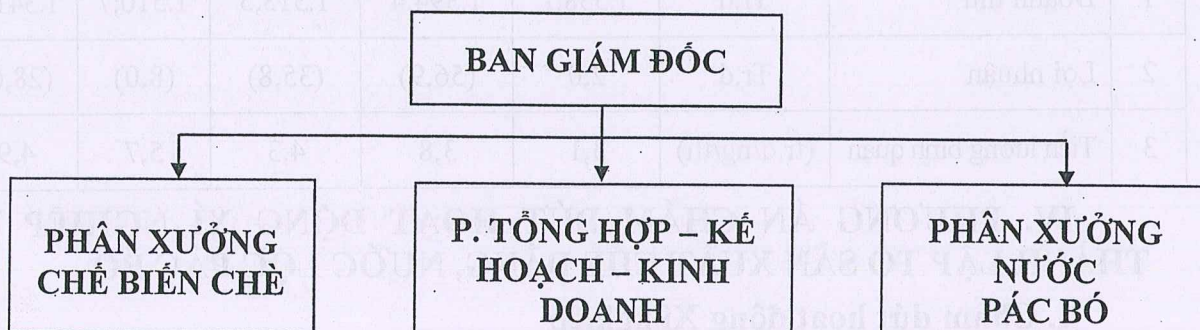 BAN GIÁM ĐỐC
PHÂN XƯỞNG
CHẾ BIẾN CHÈ
P. TỔNG HỢP – KẾ
HOẠCH – KINH
DOANH
PHÂN XƯỞNG
NƯỚC
PÁC BÓ